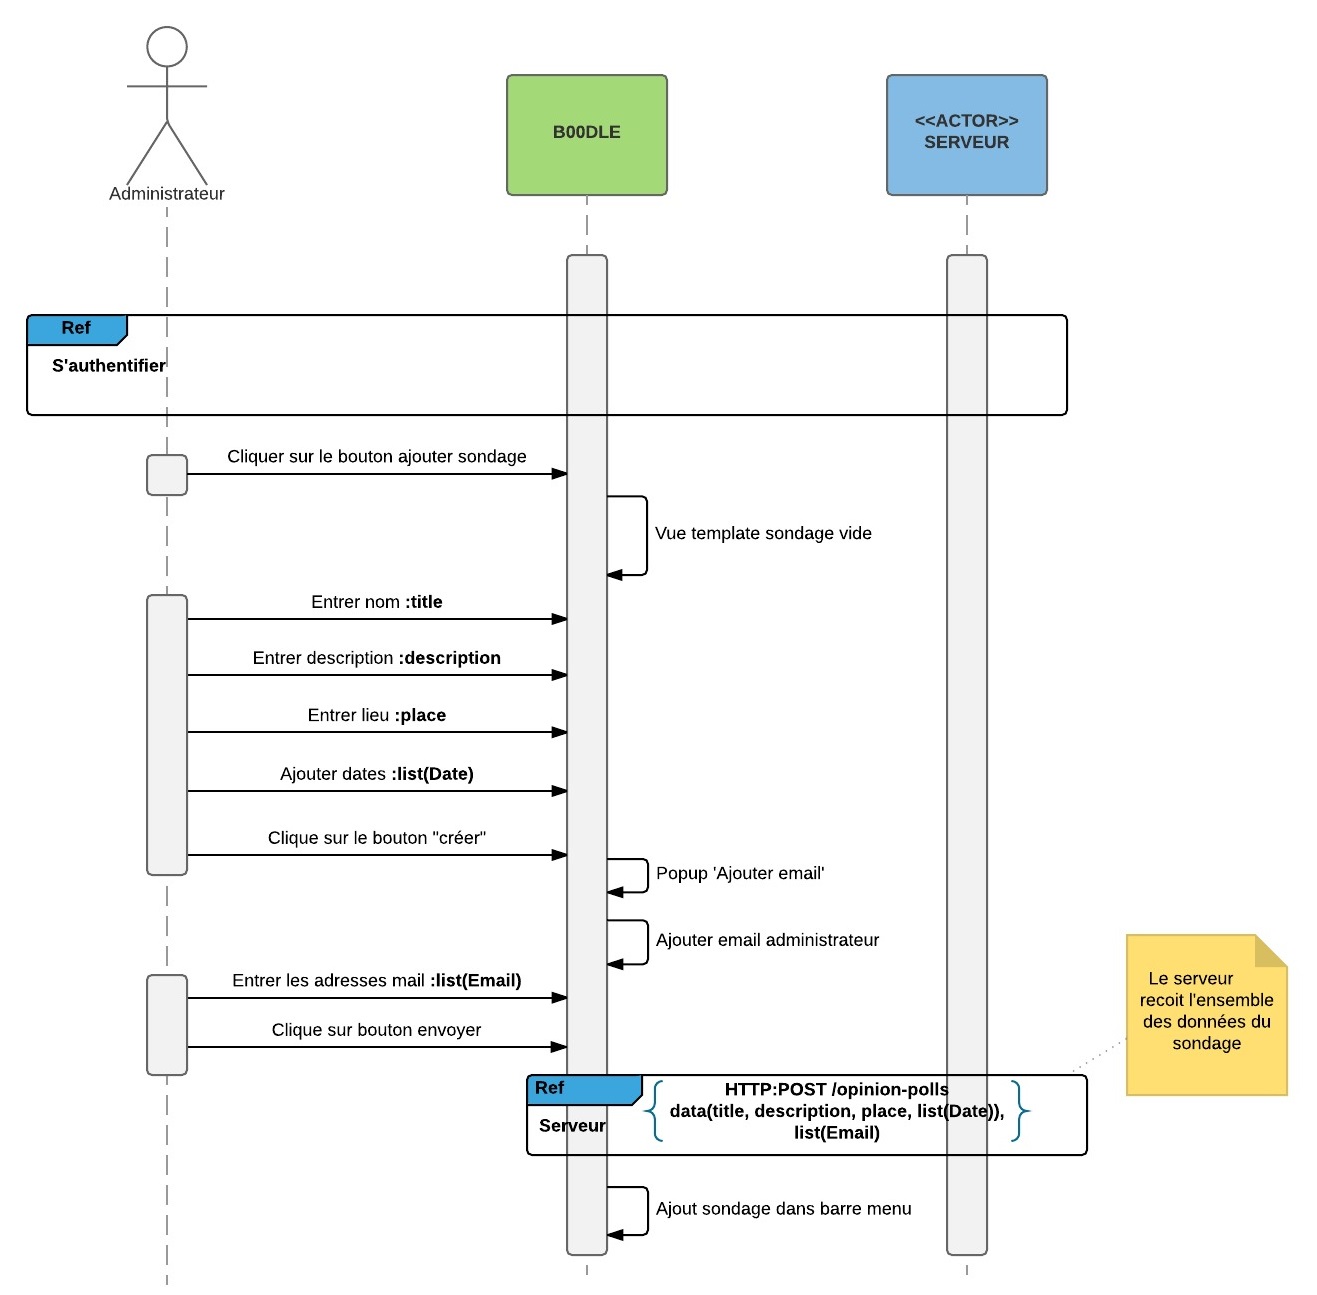 Administrateur
B00DLE
<<ACTOR>>
SERVEUR
Ref
S'authentifier
Cliquer sur le bouton ajouter sondage
Vue template sondage vide
Entrer nom :title
Entrer description :description
Entrer lieu :place
Ajouter dates :list(Date)
Clique sur le bouton "créer"
Popup 'Ajouter email'
Ajouter email administrateur
Entrer les adresses mail :list(Email)
Clique sur bouton envoyer
Le serveur
recoit l'ensemble
des données du
sondage
Ref
Serveur
HTTP:POST /opinion-polls
data(title, description, place, list(Date)),
list(Email)
Ajout sondage dans barre menu